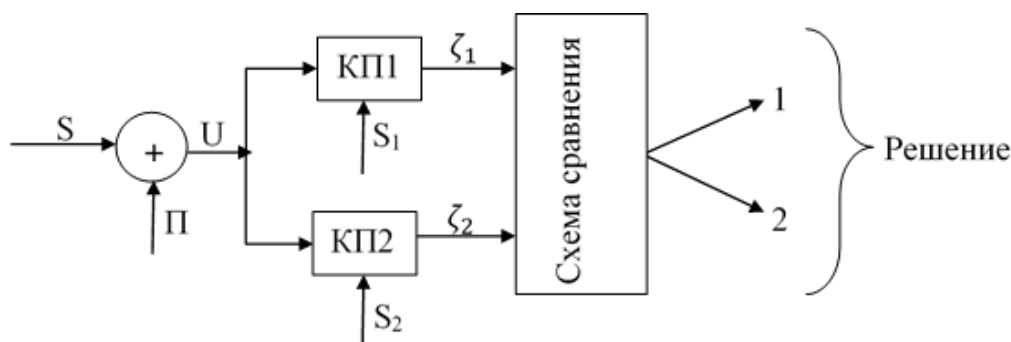 S
+
U
П
КП1
S₁
ζ₁
КП2
S₂
ζ₂
Схема сравнения
1
2
Решение